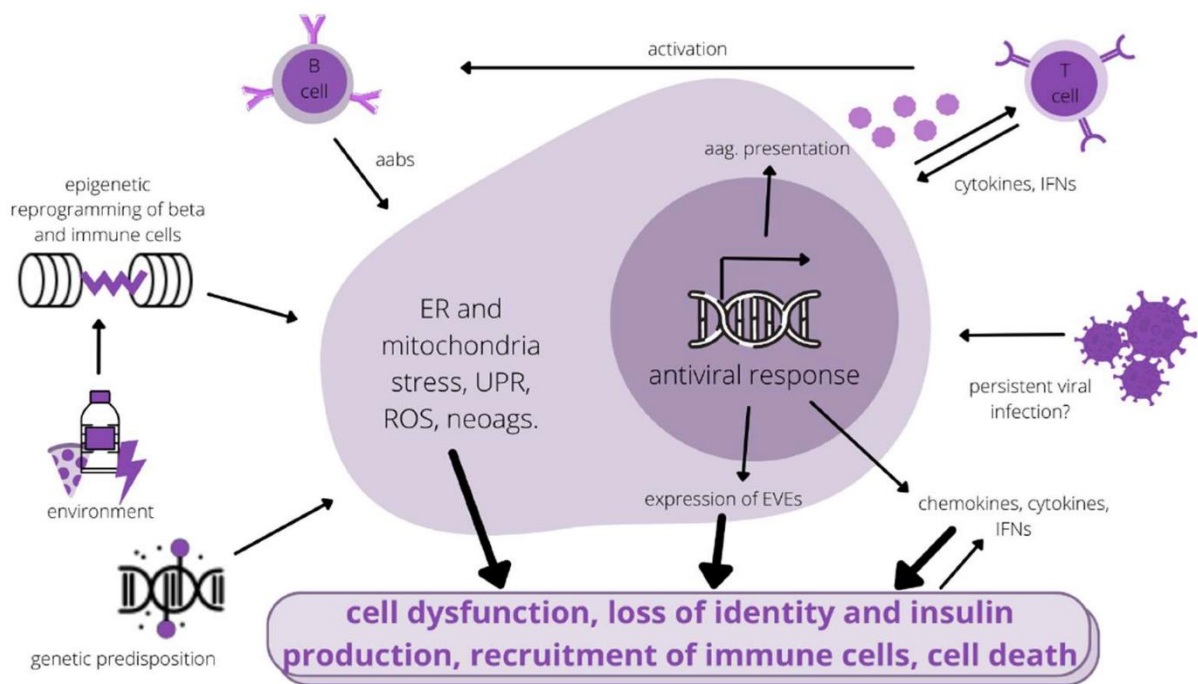 activation
B
cell
T
cell
aabs
aag. presentation
cytokines, IFNs
epigenetic
reprogramming of beta
and immune cells
ER and
mitochondria
stress, UPR,
ROS, neoags.
antiviral response
persistent viral
infection?
environment
expression of EVEs
chemokines, cytokines,
IFNs
genetic predisposition
cell dysfunction, loss of identity and insulin
production, recruitment of immune cells, cell death